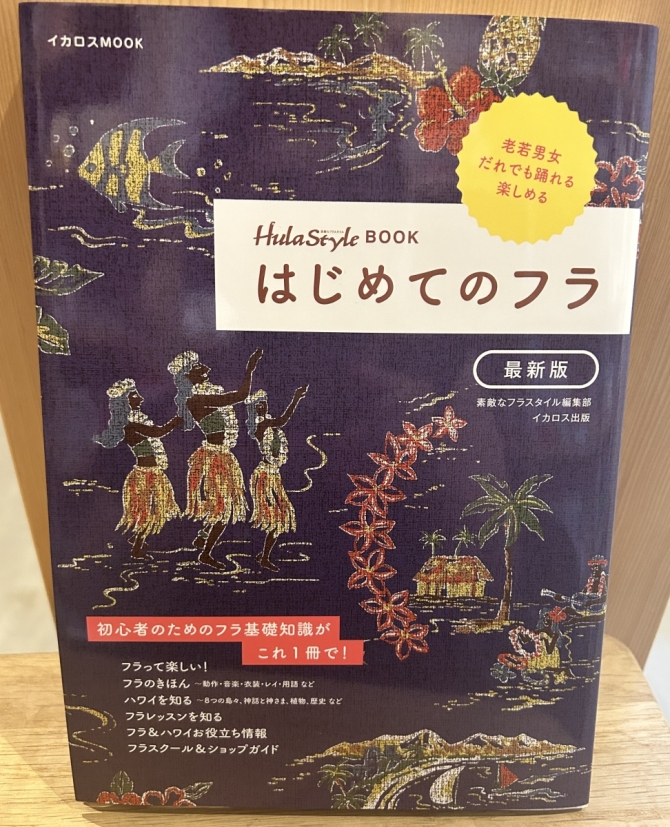 イカロスMOOK
老若男女
だれでも踊れる
楽しめる
HulaStyle BOOK
はじめてのフラ
最新版
素敵なフラスタイル編集部
イカロス出版
初心者のためのフラ基礎知識が
これ1冊で!
フラって楽しい!
フラのきほん ～動作・音楽・衣装・レイ・用語 など
ハワイを知る ～8つの島々、神話と神さま、植物、歴史 など
フラレッスンを知る
フラ&ハワイお役立ち情報
フラスクール&ショップガイド